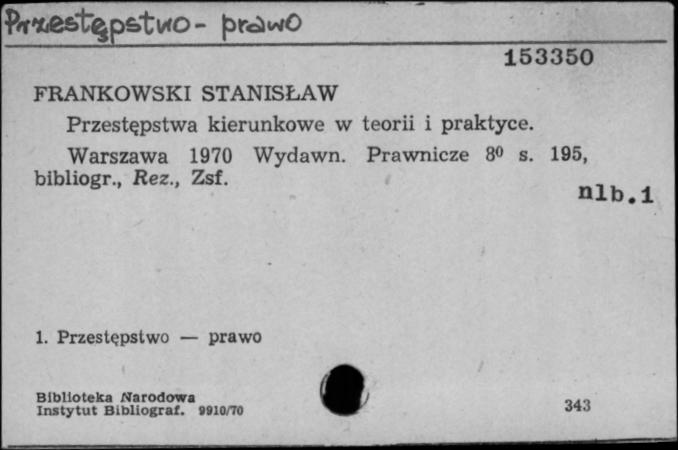 Przestępstwo - prawo
153350
FRANKOWSKI STANISŁAW
Przestępstwa kierunkowe w teorii i praktyce.
Warszawa 1970 Wydawn. Prawnicze 8º s. 195,
bibliogr., Rez., Zsf.
nlb.1
1. Przestępstwo — prawo
Biblioteka Narodowa
Instytut Bibliograf. 9910/70
343